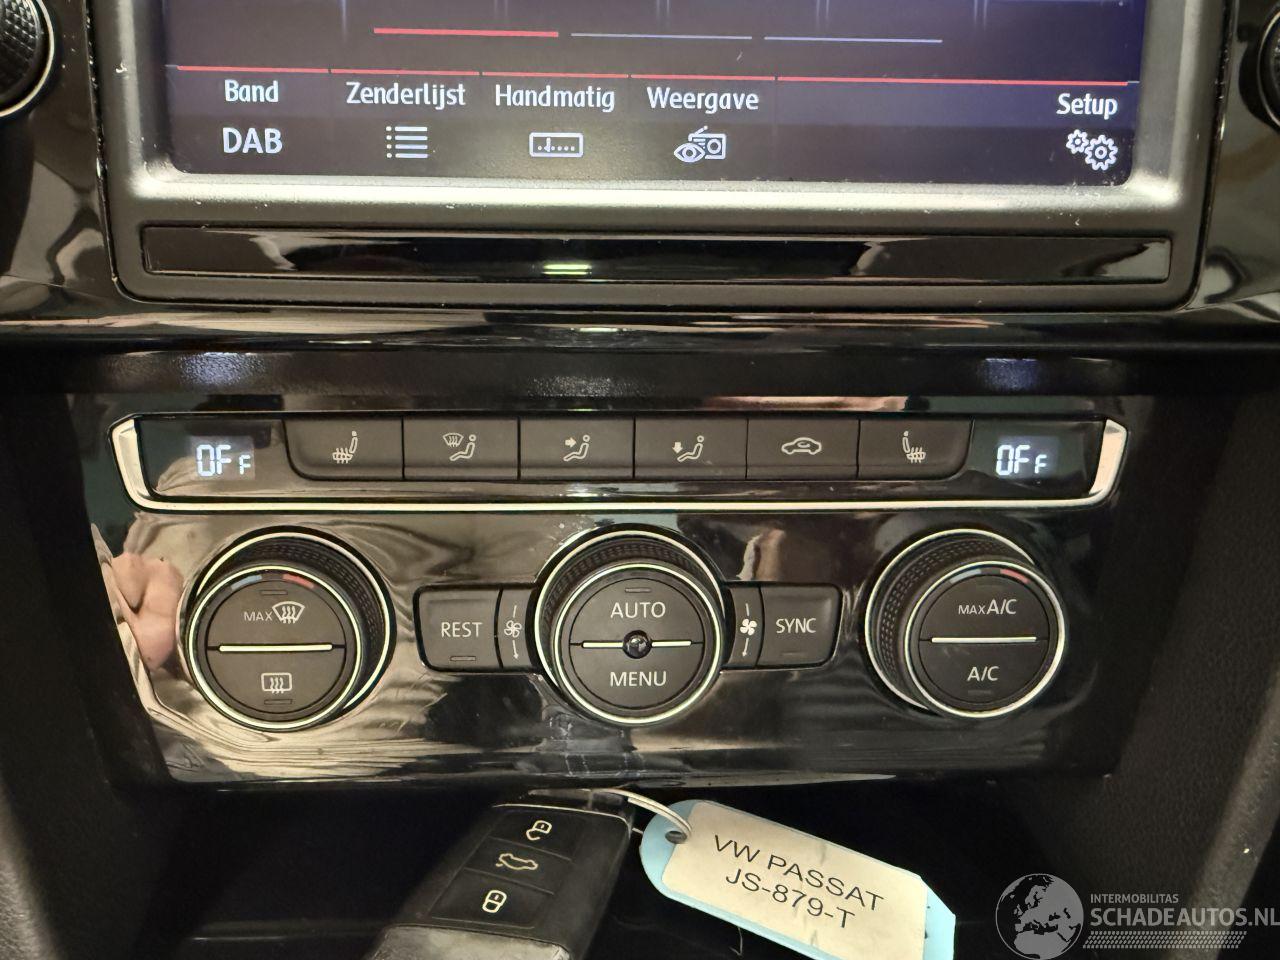 Band Zenderlijst Handmatig Weergave Setup
DAB
OFF OFF
MAX AUTO MAX A/C
REST SYNC
MENU A/C
VW PASSAT
JS-879-T
INTERMOBILITAS
SCHADEAUTOS.NL